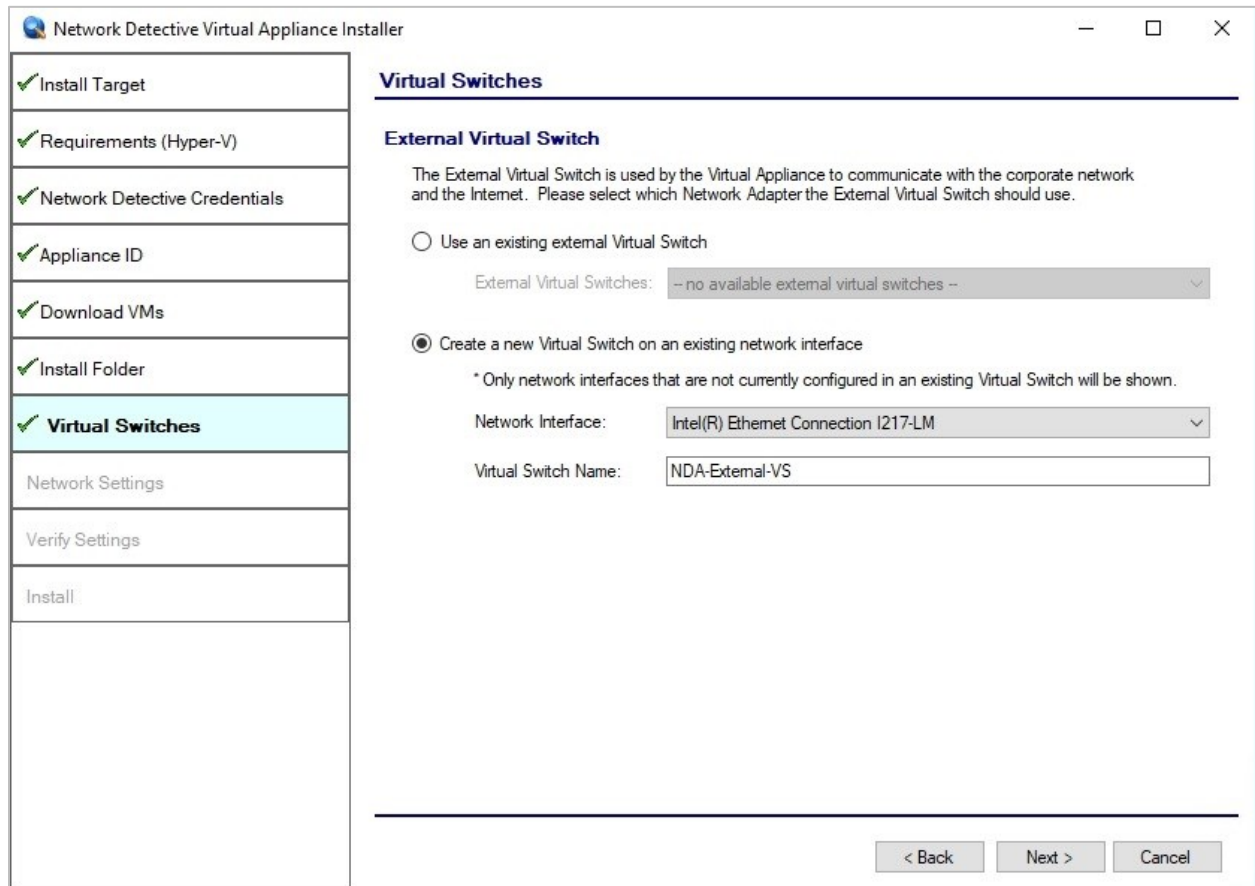 Network Detective Virtual Appliance Installer
Install Target
Requirements (Hyper-V)
Network Detective Credentials
Appliance ID
Download VMs
Install Folder
Virtual Switches
Network Settings
Verify Settings
Install
Virtual Switches
External Virtual Switch
The External Virtual Switch is used by the Virtual Appliance to communicate with the corporate network
and the Internet. Please select which Network Adapter the External Virtual Switch should use.
Use an existing external Virtual Switch
External Virtual Switches: -- no available external virtual switches --
Create a new Virtual Switch on an existing network interface
* Only network interfaces that are not currently configured in an existing Virtual Switch will be shown.
Network Interface: Intel(R) Ethernet Connection I217-LM
Virtual Switch Name: NDA-External-VS
< Back Next > Cancel